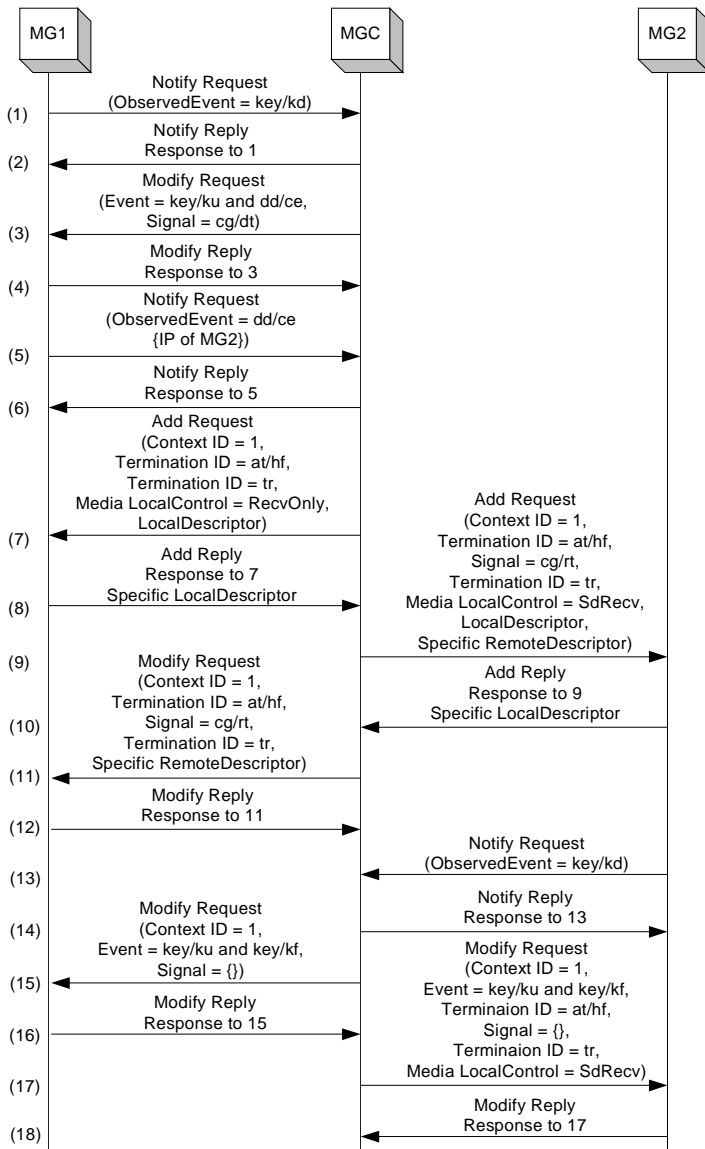 MG1
MGC
MG2
Notify Request
(ObservedEvent = key/kd)
(1)
Notify Reply
Response to 1
(2)
Modify Request
(Event = key/ku and dd/ce,
Signal = cg/dt)
(3)
Modify Reply
Response to 3
(4)
Notify Request
(ObservedEvent = dd/ce
{IP of MG2})
(5)
Notify Reply
Response to 5
(6)
Add Request
(Context ID = 1,
Termination ID = at/hf,
Termination ID = tr,
Media LocalControl = RecvOnly,
LocalDescriptor)
(7)
Add Reply
Response to 7
Specific LocalDescriptor
(8)
Add Request
(Context ID = 1,
Termination ID = at/hf,
Signal = cg/rt,
Termination ID = tr,
Media LocalControl = SdRecv,
LocalDescriptor,
Specific RemoteDescriptor)
(9)
Add Reply
Response to 9
Specific LocalDescriptor
(10)
Modify Request
(Context ID = 1,
Termination ID = at/hf,
Signal = cg/rt,
Termination ID = tr,
Specific RemoteDescriptor)
(11)
Modify Reply
Response to 11
(12)
Notify Request
(ObservedEvent = key/kd)
(13)
Notify Reply
Response to 13
(14)
Modify Request
(Context ID = 1,
Event = key/ku and key/kf,
Signal = {})
(15)
Modify Reply
Response to 15
(16)
Modify Request
(Context ID = 1,
Event = key/ku and key/kf,
Terminaion ID = at/hf,
Signal = {},
Terminaion ID = tr,
Media LocalControl = SdRecv)
(17)
Modify Reply
Response to 17
(18)